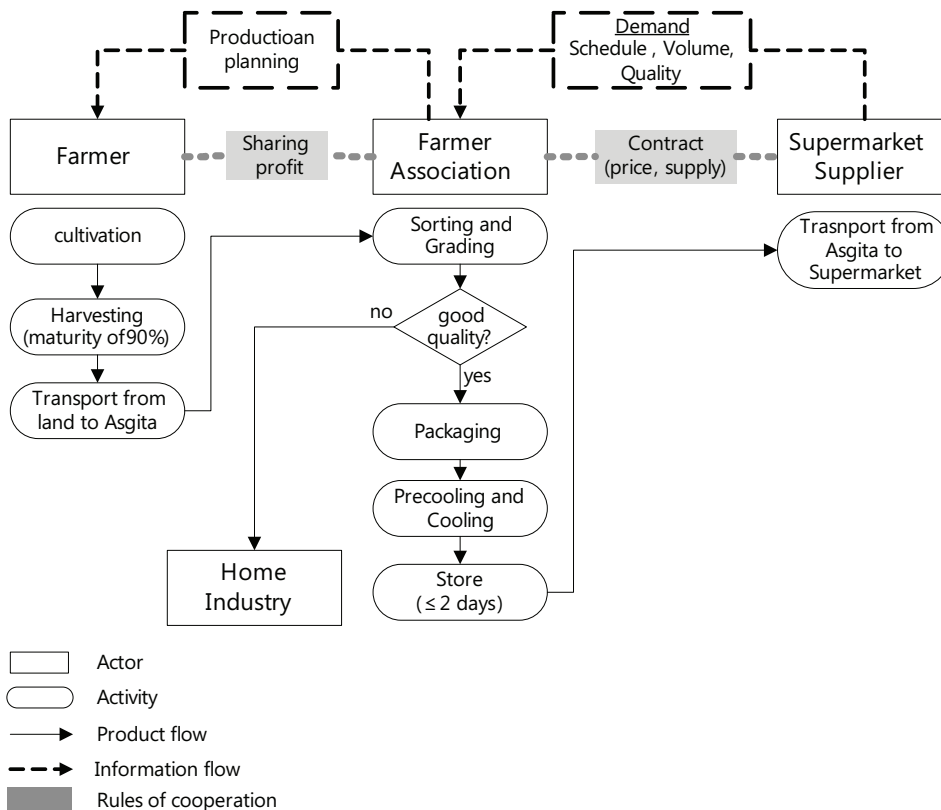 Productioan
planning
Demand
Schedule , Volume,
Quality
Farmer
Sharing
profit
Farmer
Association
Contract
(price, supply)
Supermarket
Supplier
cultivation
Harvesting
(maturity of 90%)
Transport from
land to Asgita
Sorting and
Grading
good
quality?
no
yes
Packaging
Precooling and
Cooling
Store
(≤ 2 days)
Home
Industry
Trasnport from
Asgita to
Supermarket
Actor
Activity
Product flow
Information flow
Rules of cooperation